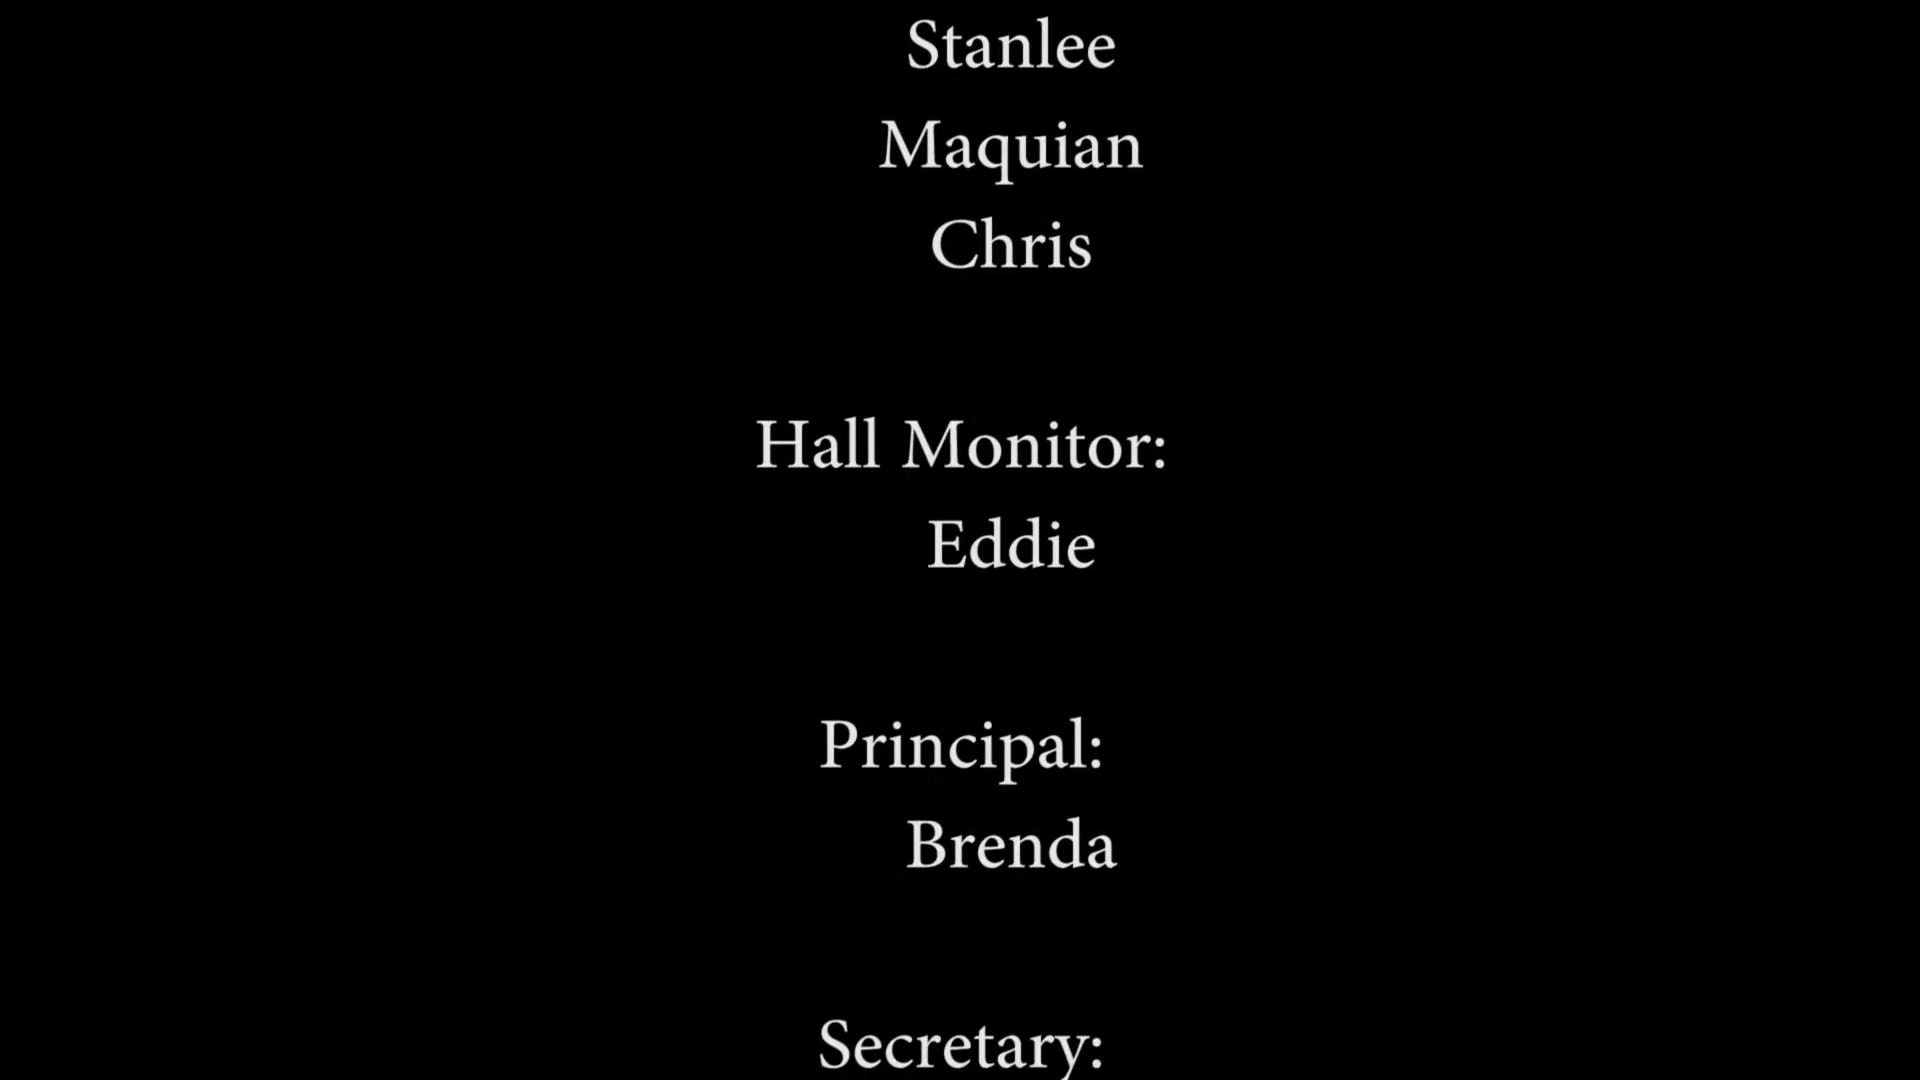 Stanlee
Maquian
Chris
Hall Monitor:
Eddie
Principal:
Brenda
Secretary: